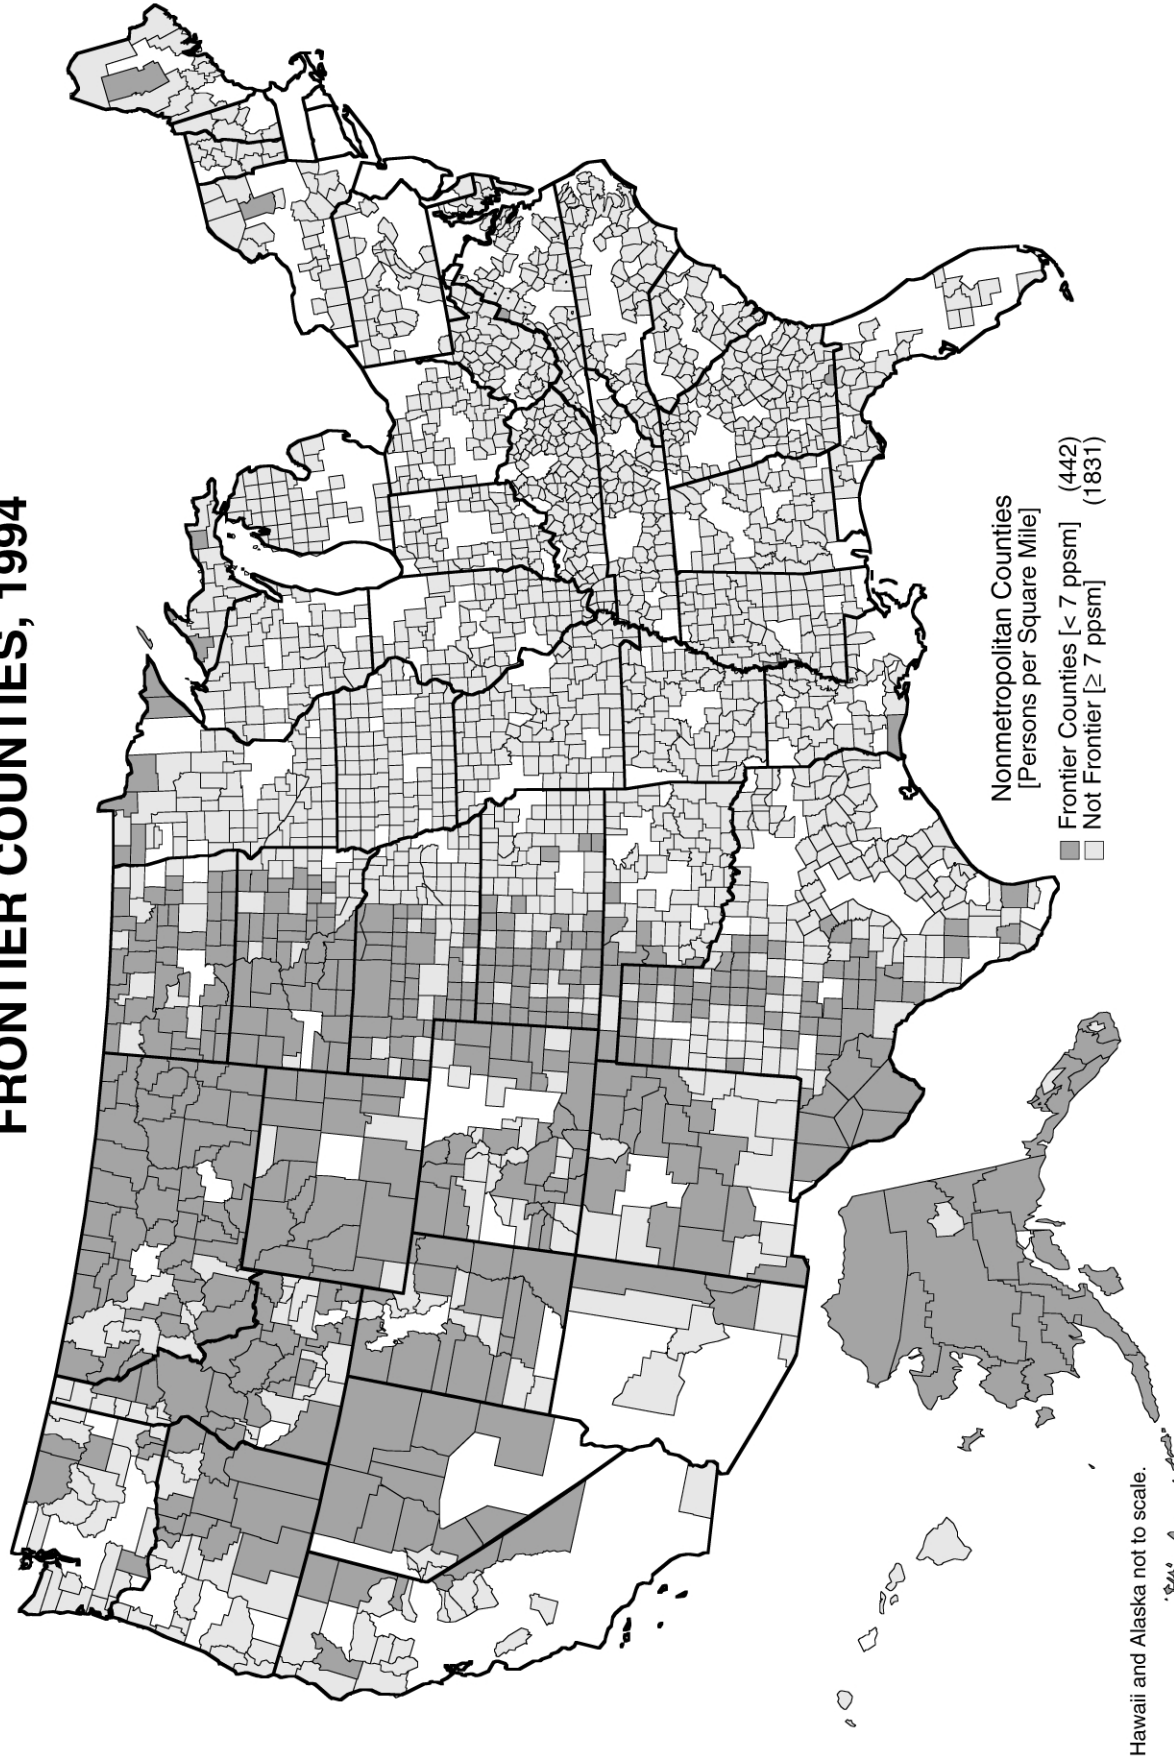 FRONTIER COUNTIES, 1994
Nonmetropolitan Counties
[Persons per Square Mile]
Frontier Counties [< 7 ppsm] (442)
Not Frontier [≥ 7 ppsm] (1831)
Hawaii and Alaska not to scale.